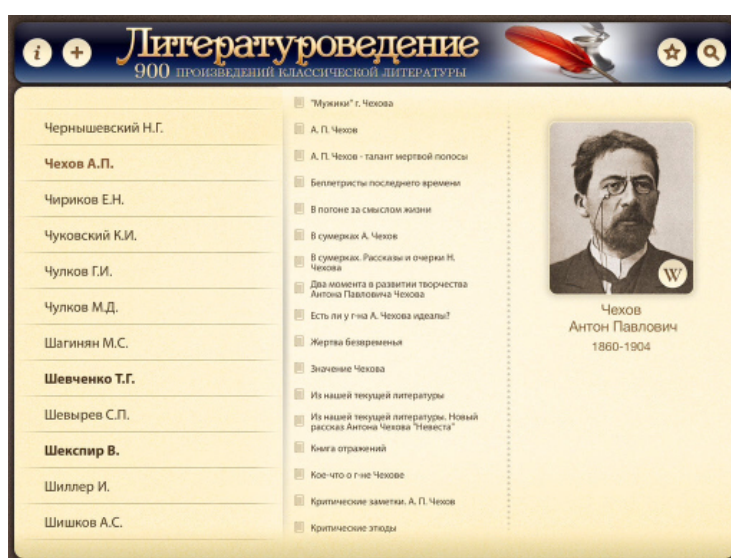 Литературоведение
900 ПРОИЗВЕДЕНИЙ КЛАССИЧЕСКОЙ ЛИТЕРАТУРЫ
Чернышевский Н.Г.
Чехов А.П.
Чириков Е.Н.
Чуковский К.И.
Чулков Г.И.
Чулков М.Д.
Шагинян М.С.
Шевченко Т.Г.
Шевырев С.П.
Шекспир В.
Шиллер И.
Шишков А.С.
"Мужики" г. Чехова
А. П. Чехов
А. П. Чехов - талант мертвой полосы
Беллетристы последнего времени
В погоне за смыслом жизни
В сумерках А. Чехов
В сумерках. Рассказы и очерки Н.
Чехова
Два момента в развитии творчества
Антона Павловича Чехова
Есть ли у г-на А. Чехова идеалы?
Жертва безвременья
Значение Чехова
Из нашей текущей литературы
Из нашей текущей литературы. Новый
рассказ Антона Чехова "Невеста"
Книга отражений
Кое-что о г-не Чехове
Критические заметки. А. П. Чехов
Критические этюды
W
Чехов
Антон Павлович
1860-1904